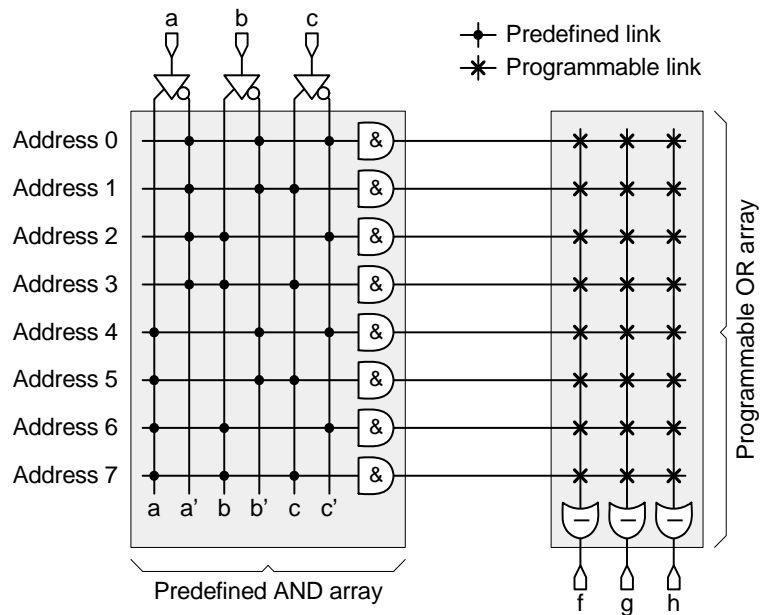 a b c
Predefined link
Programmable link
Address 0 &
Address 1 &
Address 2 &
Address 3 &
Address 4 &
Address 5 &
Address 6 &
Address 7 &
a a' b b' c c'
Predefined AND array
f g h
Programmable OR array